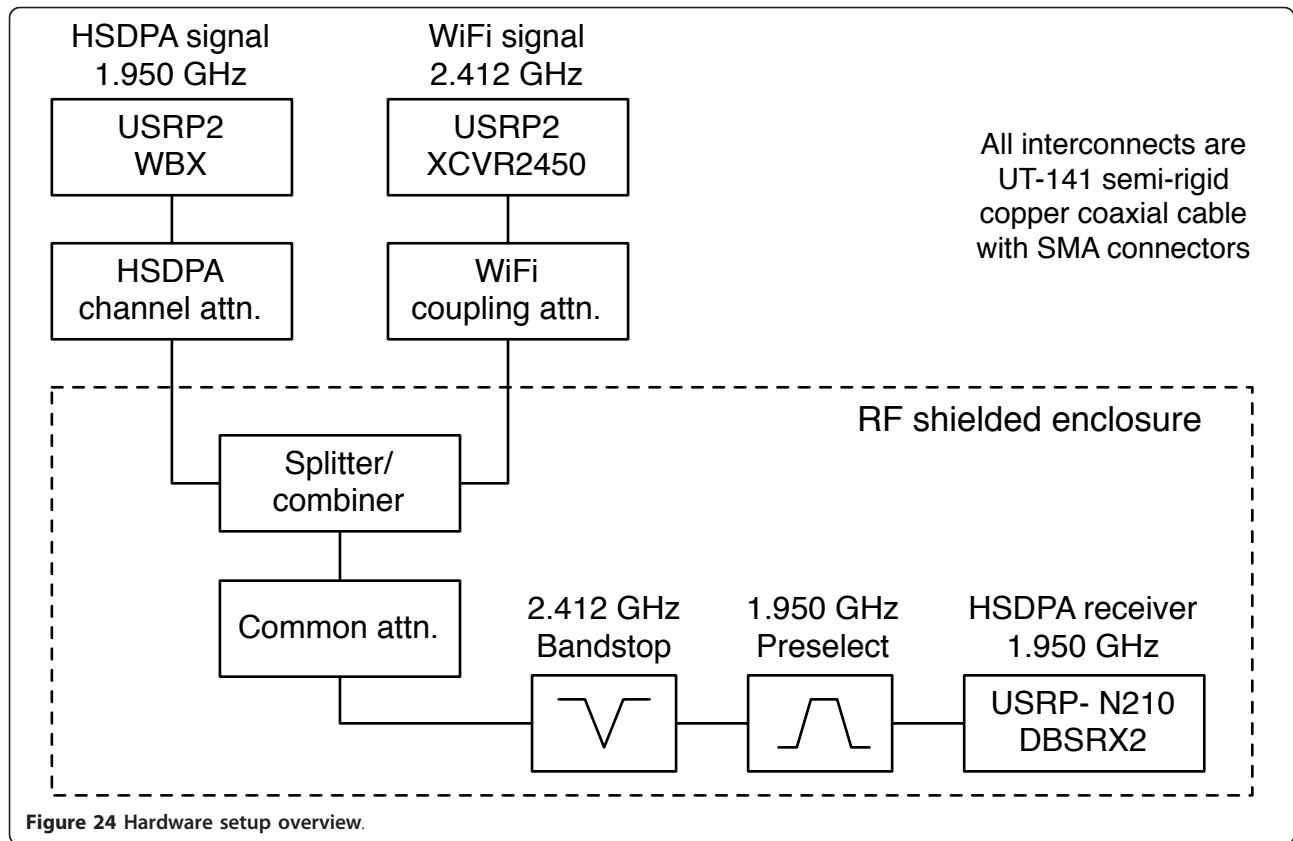 HSDPA signal
1.950 GHz
WiFi signal
2.412 GHz
USRP2
WBX
USRP2
XCVR2450
All interconnects are
UT-141 semi-rigid
copper coaxial cable
with SMA connectors
HSDPA
channel attn.
WiFi
coupling attn.
RF shielded enclosure
Splitter/
combiner
Common attn.
2.412 GHz
Bandstop
1.950 GHz
Preselect
HSDPA receiver
1.950 GHz
USRP- N210
DBSRX2
Figure 24 Hardware setup overview.